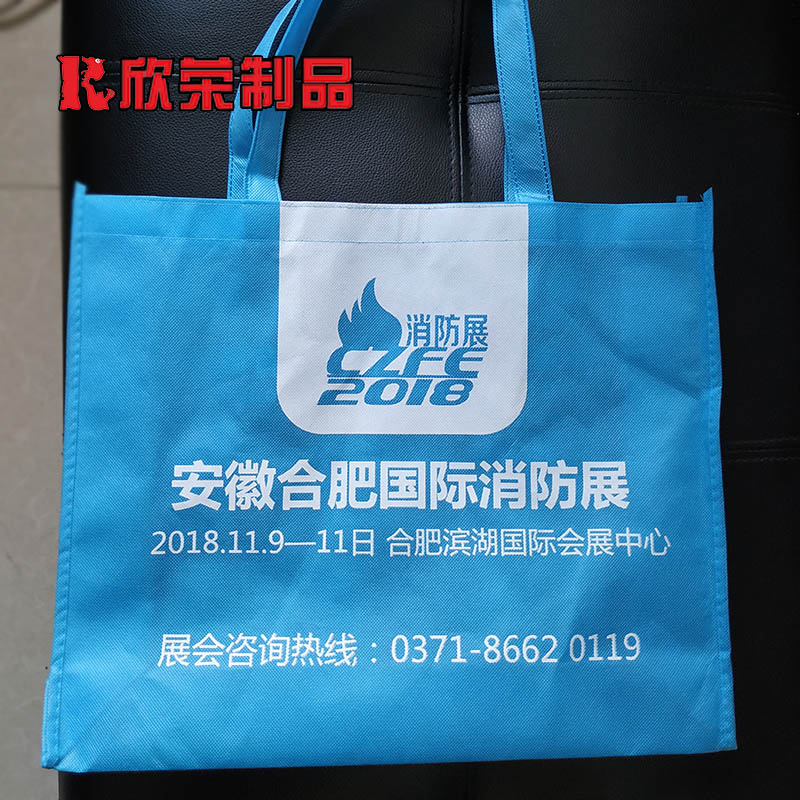 欣荣制品
消防展
CZFE
2018
安徽合肥国际消防展
2018.11.9—11日 合肥滨湖国际会展中心
展会咨询热线：0371-8662 0119